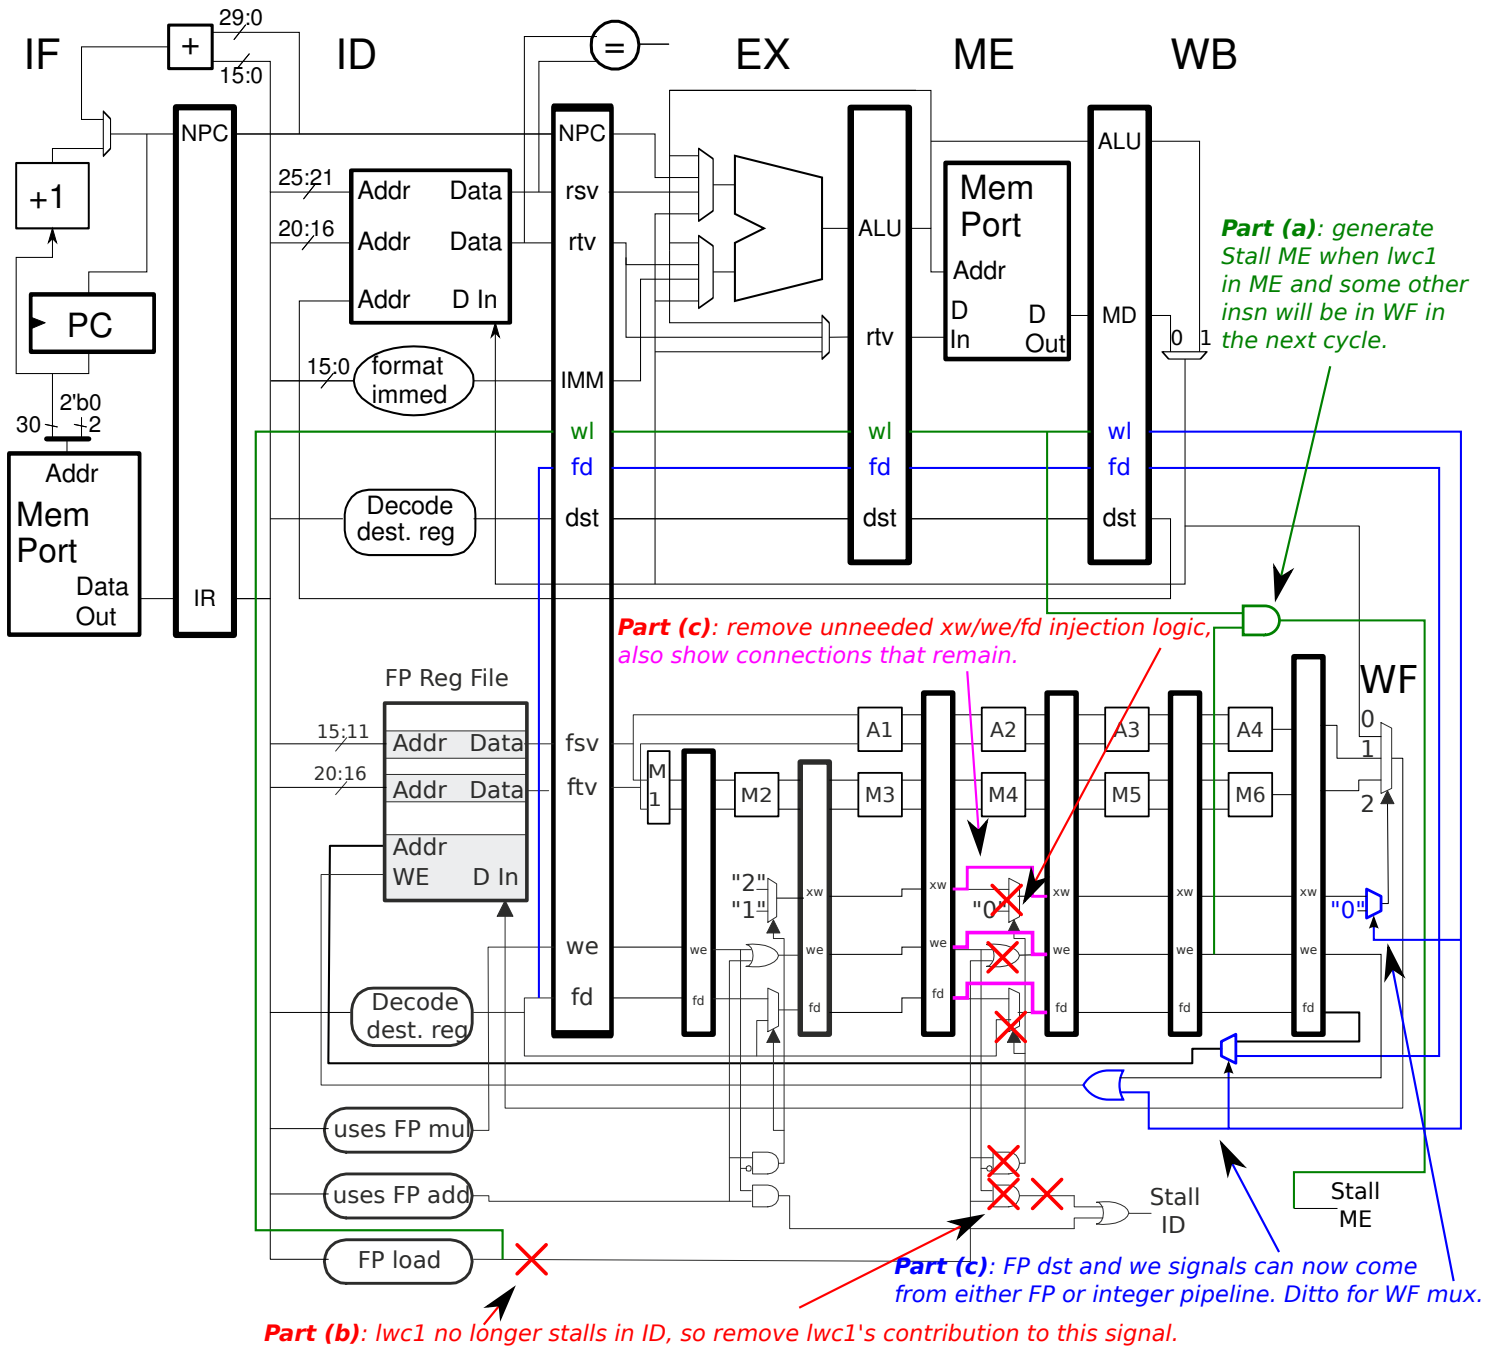 IF
ID
EX
ME
WB
29:0
15:0
+
=
NPC
NPC
ALU
+1
25:21
20:16
Addr
Data
Addr
Data
Addr
D In
rsv
rtv
ALU
Mem
Port
Addr
D
In
D
Out
MD
0
1
rtv
PC
15:0
format
immed
IMM
30
2'b0
2
Addr
Mem
Port
Data
Out
IR
wl
wl
wl
fd
fd
fd
Decode
dest. reg
dst
dst
dst
Part (a): generate
Stall ME when lwc1
in ME and some other
insn will be in WF in
the next cycle.
Part (c): remove unneeded xw/we/fd injection logic,
also show connections that remain.
FP Reg File
WF
15:11
20:16
Addr
Data
Addr
Data
Addr
WE
D In
fsv
ftv
M
1
M2
A1
A2
A3
A4
M3
M4
M5
M6
0
1
2
"2"
"1"
"0"
"0"
xw
xw
xw
xw
xw
we
we
we
we
we
we
we
fd
fd
fd
fd
fd
fd
fd
Decode
dest. reg
uses FP mul
uses FP add
FP load
Stall
ID
Stall
ME
Part (c): FP dst and we signals can now come
from either FP or integer pipeline. Ditto for WF mux.
Part (b): lwc1 no longer stalls in ID, so remove lwc1's contribution to this signal.